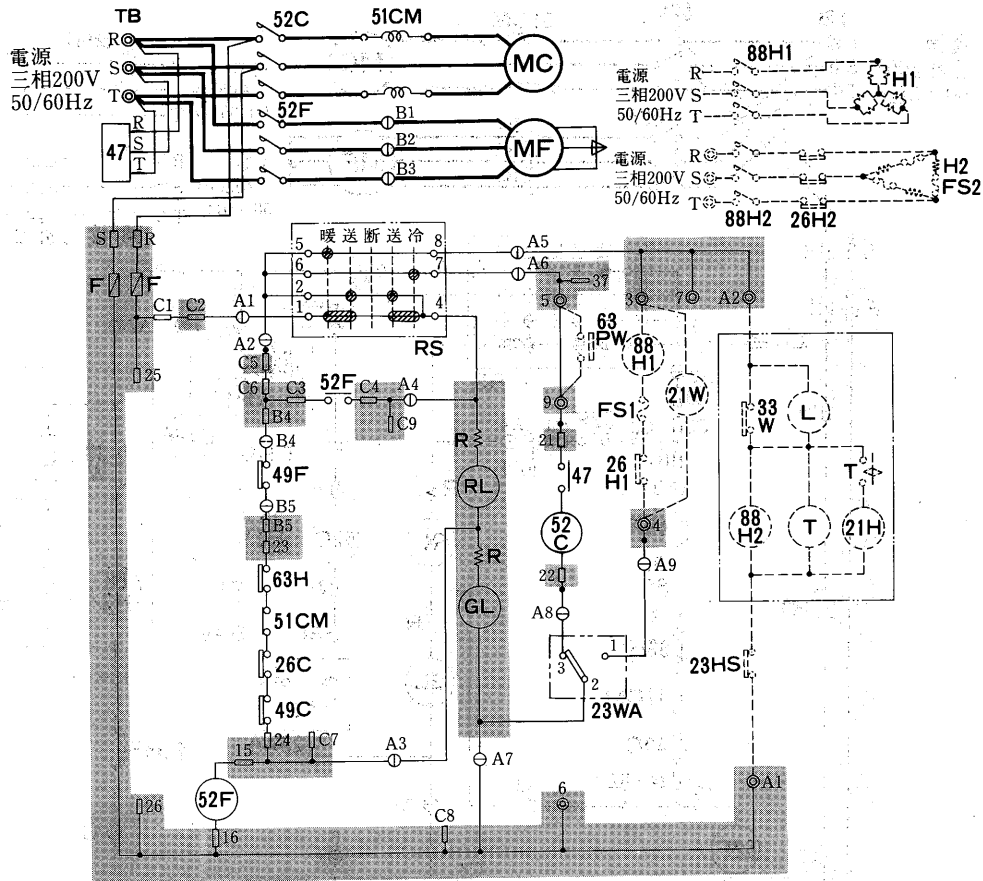 TB
52C
51CM
電源
三相200V
50/60Hz
R
S
T
MC
47
R
S
T
52F
B1
B2
B3
MF
電源
三相200V
50/60Hz
R
S
T
88H1
H1
電源
三相200V
50/60Hz
R
S
T
88H2
26H2
H2
FS2
S
R
F
F
C1
C2
A1
25
暖送断送冷
5
6
2
1
8
7
4
RS
A5
A6
37
5
3
7
A2
A2
C5
C6
C3
52F
C4
A4
C9
B4
B4
49F
B5
B5
23
63H
51CM
26C
49C
24
C7
15
A3
52F
16
26
C8
R
RL
R
GL
A7
63
PW
9
21
47
52
C
22
A8
3
2
1
23WA
88
H1
FS1
26
H1
21W
4
A9
33
W
L
T
88
H2
T
21H
23HS
6
A1